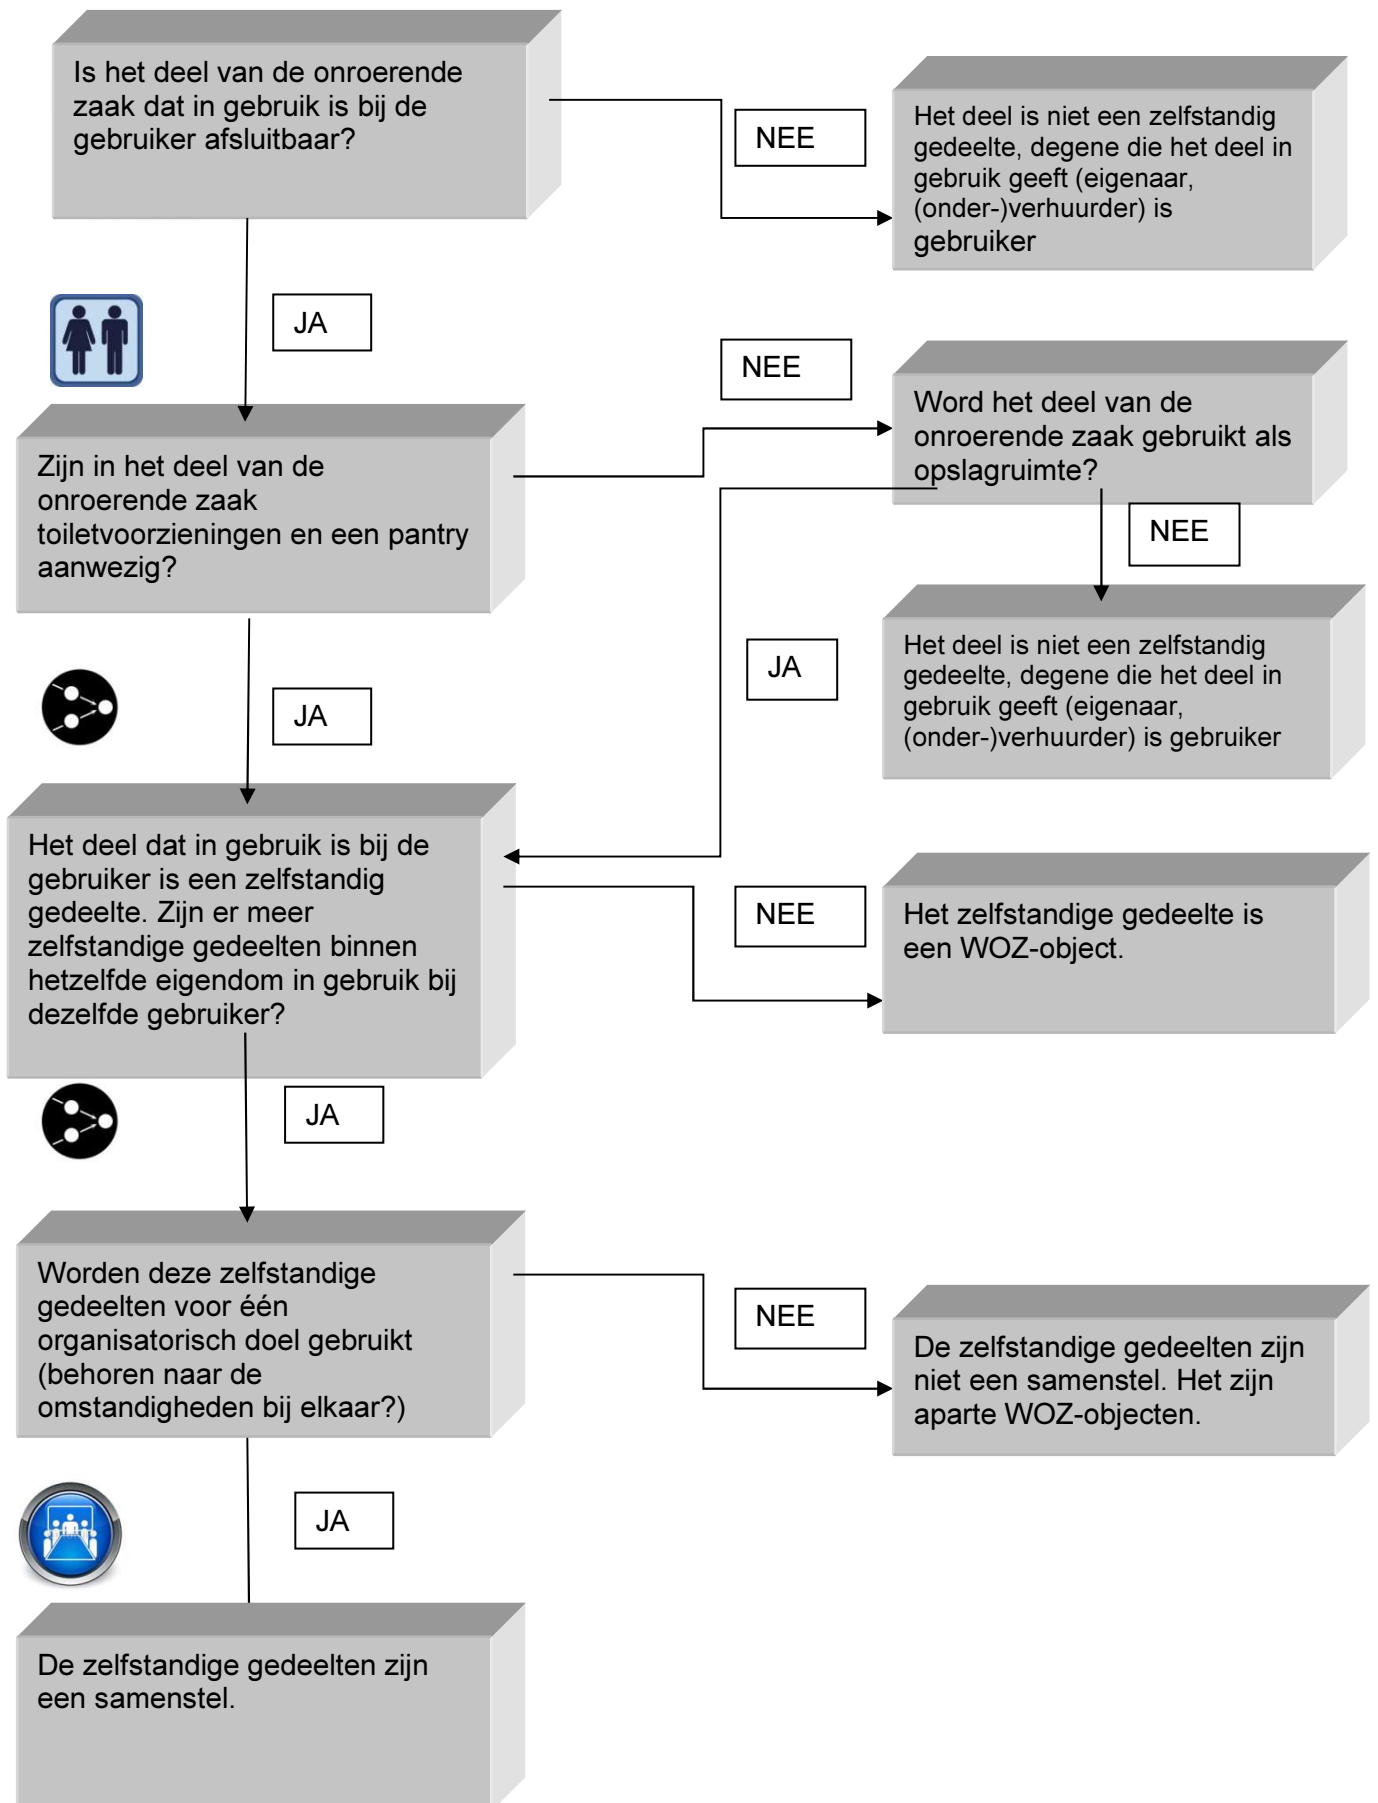 Is het deel van de onroerende
zaak dat in gebruik is bij de
gebruiker afsluitbaar?
NEE
Het deel is niet een zelfstandig
gedeelte, degene die het deel in
gebruik geeft (eigenaar,
(onder-)verhuurder) is
gebruiker
JA
NEE
Word het deel van de
onroerende zaak gebruikt als
opslagruimte?
Zijn in het deel van de
onroerende zaak
toiletvoorzieningen en een pantry
aanwezig?
NEE
Het deel is niet een zelfstandig
gedeelte, degene die het deel in
gebruik geeft (eigenaar,
(onder-)verhuurder) is gebruiker
JA
JA
Het deel dat in gebruik is bij de
gebruiker is een zelfstandig
gedeelte. Zijn er meer
zelfstandige gedeelten binnen
hetzelfde eigendom in gebruik bij
dezelfde gebruiker?
NEE
Het zelfstandige gedeelte is
een WOZ-object.
JA
Worden deze zelfstandige
gedeelten voor één
organisatorisch doel gebruikt
(behoren naar de
omstandigheden bij elkaar?)
NEE
De zelfstandige gedeelten zijn
niet een samenstel. Het zijn
aparte WOZ-objecten.
JA
De zelfstandige gedeelten zijn
een samenstel.